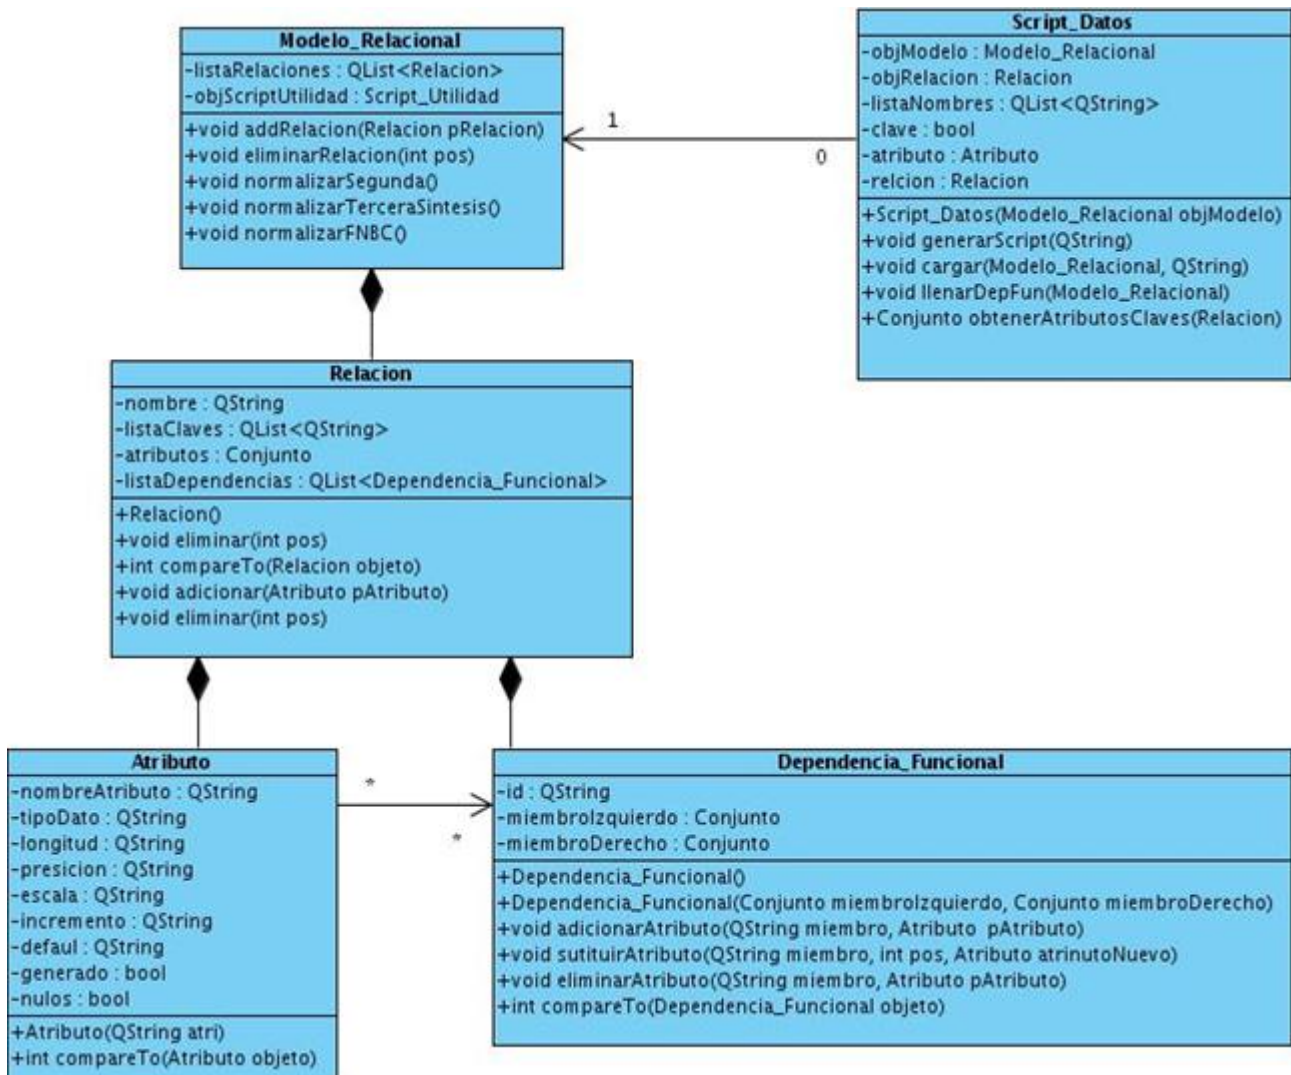 Modelo_Relacional
-listaRelaciones : QList<Relacion>
-objScriptUtilidad : Script_Utilidad
+void addRelacion(Relacion pRelacion)
+void eliminarRelacion(int pos)
+void normalizarSegunda()
+void normalizarTerceraSintesis()
+void normalizarFNBC()
1
0
Script_Datos
-objModelo : Modelo_Relacional
-objRelacion : Relacion
-listaNombres : QList<QString>
-clave : bool
-atributo : Atributo
-relcion : Relacion
+Script_Datos(Modelo_Relacional objModelo)
+void generarScript(QString)
+void cargar(Modelo_Relacional, QString)
+void llenarDepFun(Modelo_Relacional)
+Conjunto obtenerAtributosClaves(Relacion)
Relacion
-nombre : QString
-listaClaves : QList<QString>
-atributos : Conjunto
-listaDependencias : QList<Dependencia_Funcional>
+Relacion()
+void eliminar(int pos)
+int compareTo(Relacion objeto)
+void adicionar(Atributo pAtributo)
+void eliminar(int pos)
Atributo
-nombreAtributo : QString
-tipoDato : QString
-longitud : QString
-presicion : QString
-escala : QString
-incremento : QString
-defaul : QString
-generado : bool
-nulos : bool
+Atributo(QString atri)
+int compareTo(Atributo objeto)
*
*
Dependencia_Funcional
-id : QString
-miembroIzquierdo : Conjunto
-miembroDerecho : Conjunto
+Dependencia_Funcional()
+Dependencia_Funcional(Conjunto miembroIzquierdo, Conjunto miembroDerecho)
+void adicionarAtributo(QString miembro, Atributo pAtributo)
+void sutituirAtributo(QString miembro, int pos, Atributo atrinutoNuevo)
+void eliminarAtributo(QString miembro, Atributo pAtributo)
+int compareTo(Dependencia_Funcional objeto)